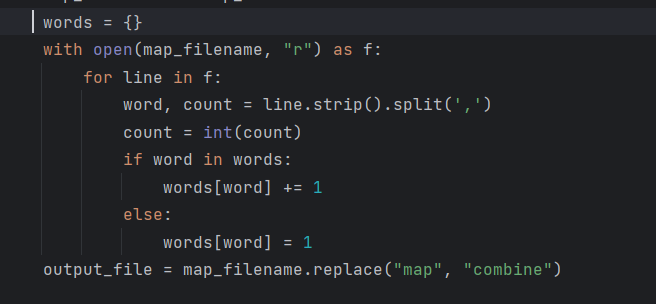 words = {}
with open(map_filename, "r") as f:
    for line in f:
        word, count = line.strip().split(',')
        count = int(count)
        if word in words:
            words[word] += 1
        else:
            words[word] = 1
output_file = map_filename.replace("map", "combine")